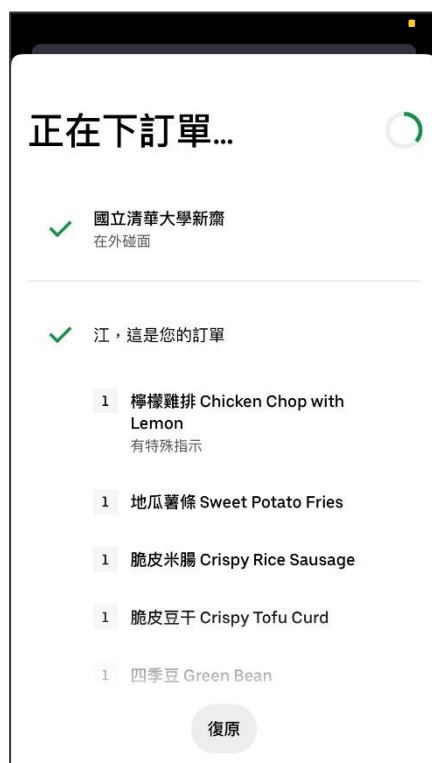 正在下訂單...
國立清華大學新齋
在外碰面
江，這是您的訂單
1 檸檬雞排 Chicken Chop with
Lemon
有特殊指示
1 地瓜薯條 Sweet Potato Fries
1 脆皮米腸 Crispy Rice Sausage
1 脆皮豆干 Crispy Tofu Curd
1 四季豆 Green Bean
復原